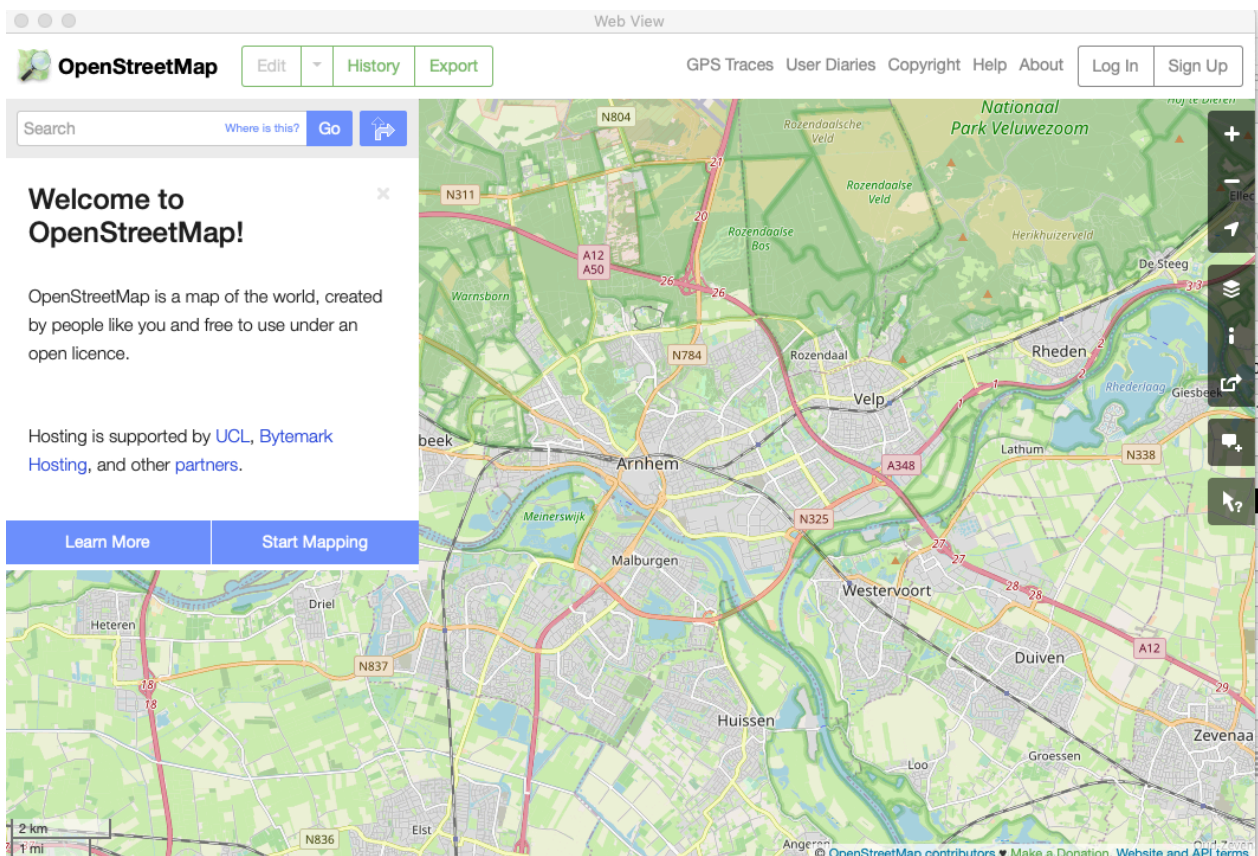 Web View
OpenStreetMap
Edit
History
Export
GPS Traces
User Diaries
Copyright
Help
About
Log In
Sign Up
Search
Where is this?
Go
Welcome to
OpenStreetMap!
×
OpenStreetMap is a map of the world, created
by people like you and free to use under an
open licence.
Hosting is supported by UCL, Bytemark
Hosting, and other partners.
Learn More
Start Mapping
Nationaal
Park Veluwezoom
N804
Rozendaalsche
Veld
21
N311
Rozendaalse
Veld
20
Rozendaalse
Bos
Herikhuizerveld
A12
A50
26
26
De Steeg
Warnsborn
N784
Rozendaal
Rheden
2
2
1
1
Rhederlaag
Giesbeek
Velp
beek
Arnhem
A348
Lathum
N338
Meinerswijk
N325
Malburgen
27
27
28
28
Westervoort
Driel
Heteren
N837
18
18
Duiven
A12
29
Huissen
Zevenaa
Loo
Groessen
Elst
N836
2 km
1 mi
Angeren
© OpenStreetMap contributors ♥ Make a Donation. Website and API terms